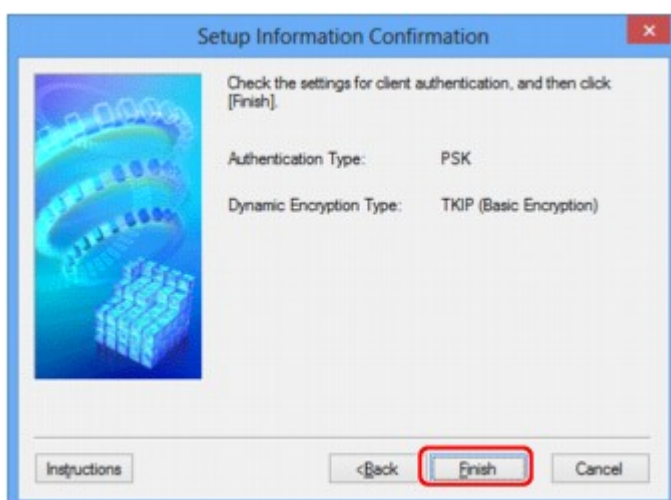 Setup Information Confirmation
Check the settings for client authentication, and then click
[Finish].
Authentication Type: PSK
Dynamic Encryption Type: TKIP (Basic Encryption)
Instructions <Back Finish Cancel